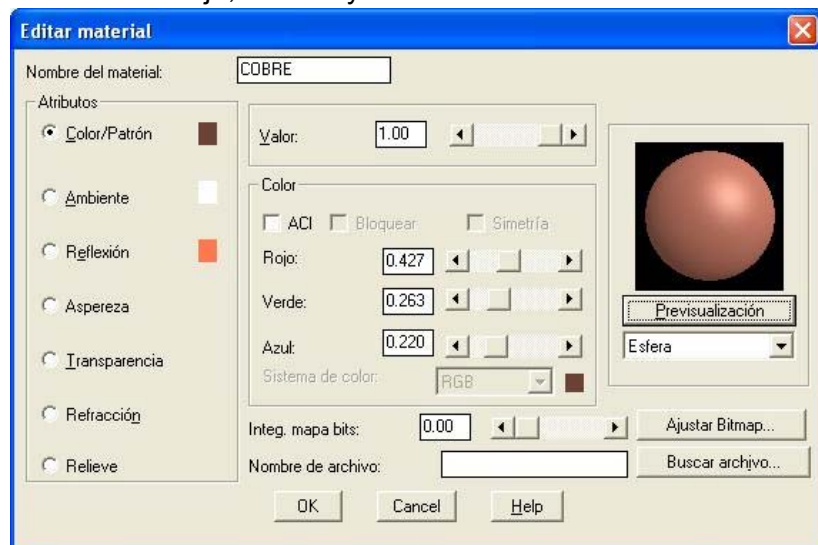 Editar material
Nombre del material: COBRE
Atributos
Color/Patrón
Ambiente
Reflexión
Aspereza
Transparencia
Refracción
Relieve
Valor: 1.00
Color
ACI Bloquear Simetría
Rojo: 0.427
Verde: 0.263
Azul: 0.220
Sistema de color: RGB
Integ. mapa bits: 0.00
Nombre de archivo:
Previsualización
Esfera
Ajustar Bitmap...
Buscar archivo...
OK Cancel Help